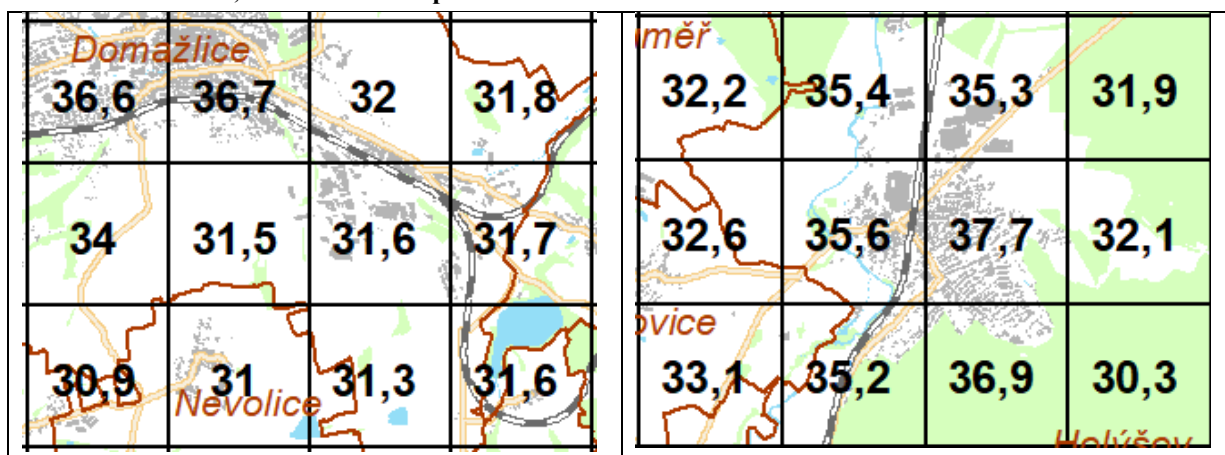 Domažlice
36,6 36,7 32 31,8
34 31,5 31,6 31,7
30,9 31 31,3 31,6
Nevolice
měř
32,2 35,4 35,3 31,9
32,6 35,6 37,7 32,1
ovice
33,1 35,2 36,9 30,3
Holýšov